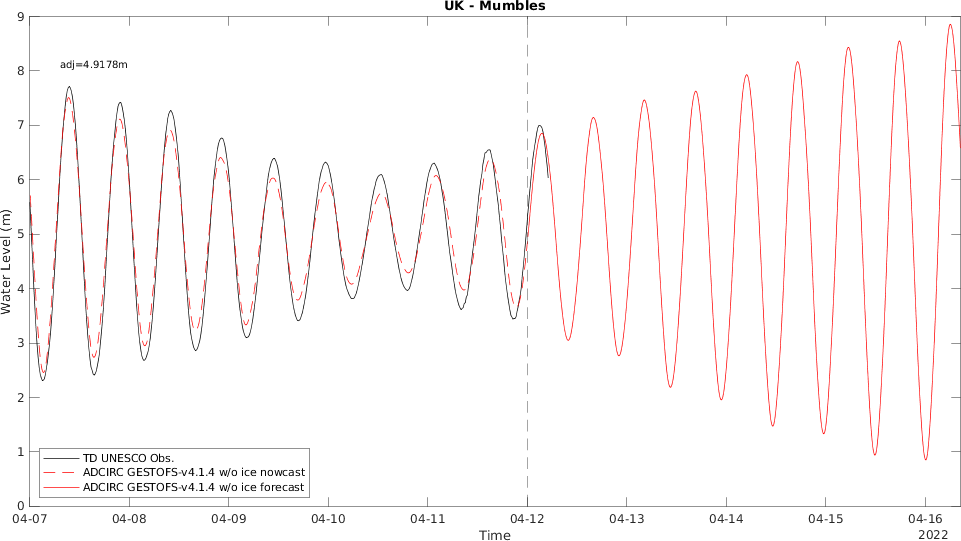 UK - Mumbles
adj=4.9178m
Water Level (m)
9
8
7
6
5
4
3
2
1
0
TD UNESCO Obs.
ADCIRC GESTOFS-v4.1.4 w/o ice nowcast
ADCIRC GESTOFS-v4.1.4 w/o ice forecast
04-07 04-08 04-09 04-10 04-11 04-12 04-13 04-14 04-15 04-16
Time
2022